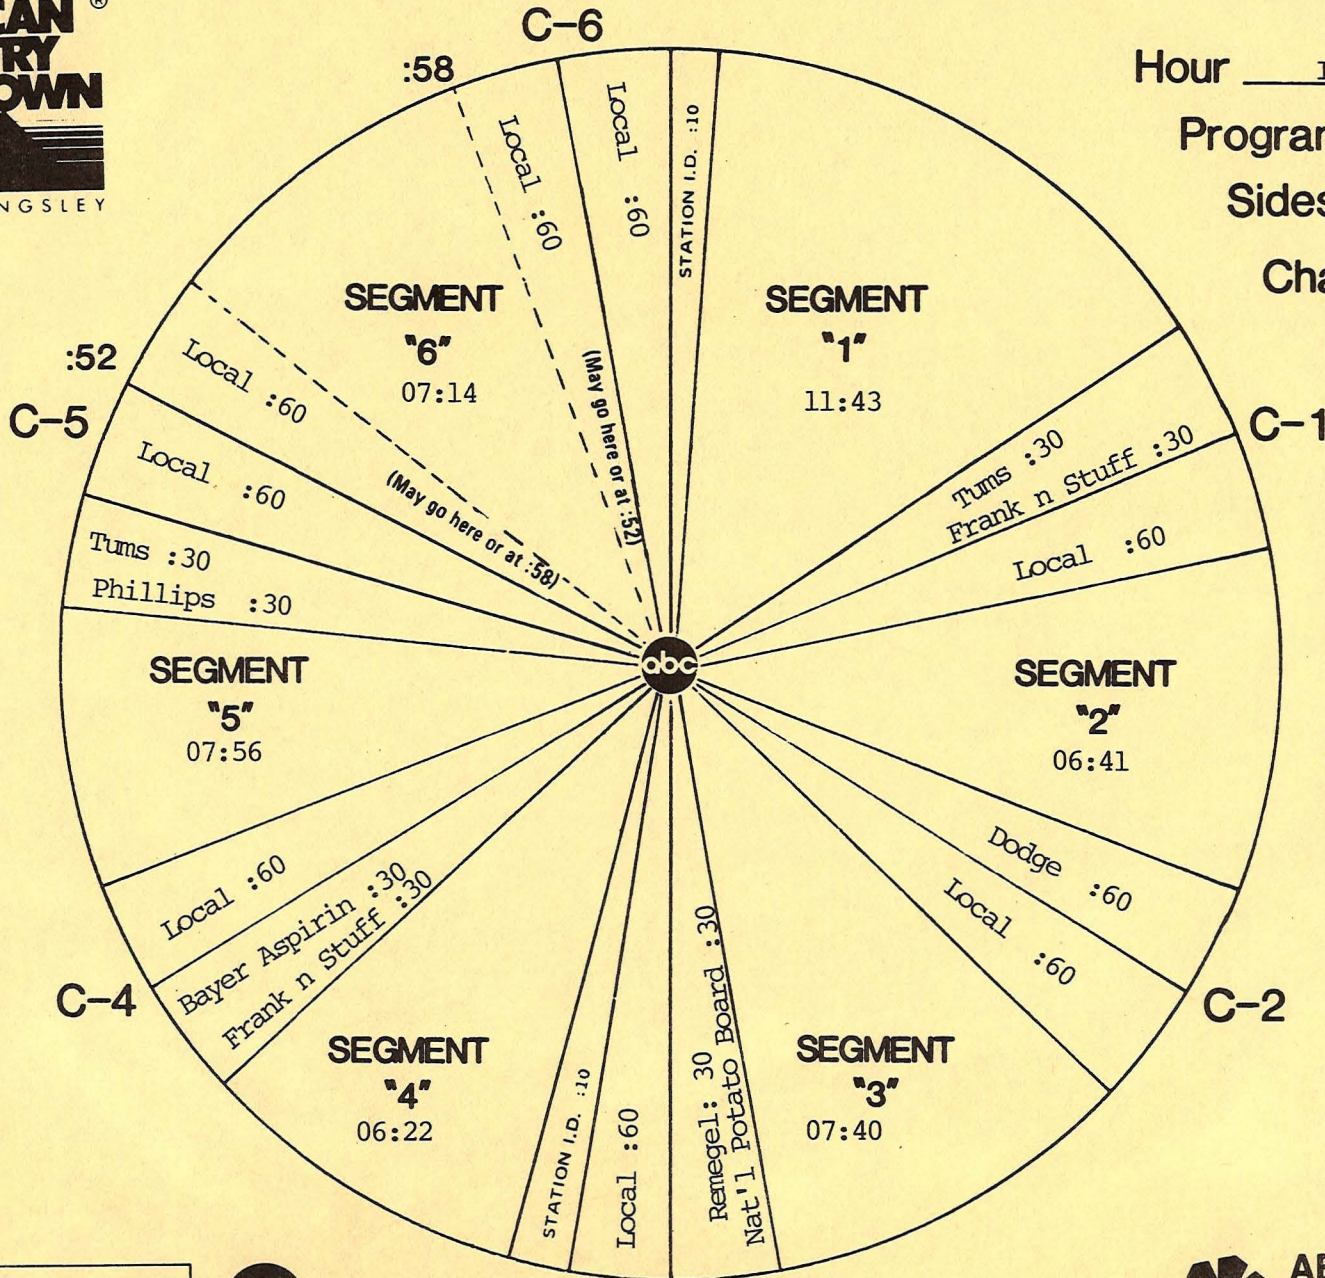 C-6
:58
Hour
Local :60
Local :60
STATION I.D. :10
NGSLEY
SEGMENT
"6"
07:14
SEGMENT
"1"
11:43
:52
C-5
Local :60
(May go here or at :52)
C-1
Tums :30
Frank n Stuff :30
Local :60
Local :60
(May go here or at :58)
Tums :30
Phillips :30
abc
SEGMENT
"5"
07:56
SEGMENT
"2"
06:41
Dodge :60
Local :60
C-2
Local :60
Bayer Aspirin :30
Frank n Stuff :30
C-4
SEGMENT
"4"
06:22
STATION I.D. :10
Local :60
Remegel: 30
Nat'l Potato Board :30
SEGMENT
"3"
07:40